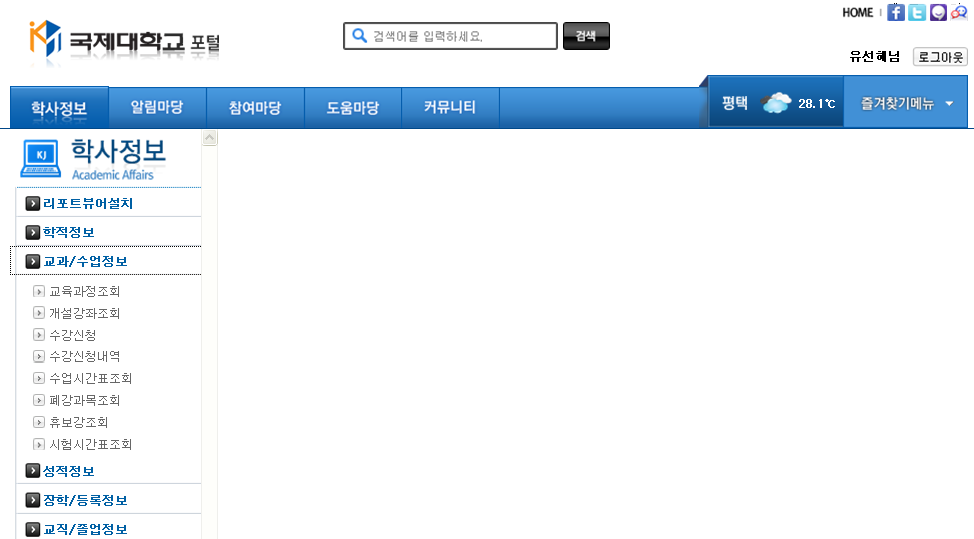 HOME
국제대학교 포털
검색어를 입력하세요.
검색
유선혜님
로그아웃
학사정보
알림마당
참여마당
도움마당
커뮤니티
평택 28.1℃
즐겨찾기메뉴
KJ
학사정보
Academic Affairs
리포트뷰어설치
학적정보
교과/수업정보
교육과정조회
개설강좌조회
수강신청
수강신청내역
수업시간표조회
폐강과목조회
휴보강조회
시험시간표조회
성적정보
장학/등록정보
교직/졸업정보